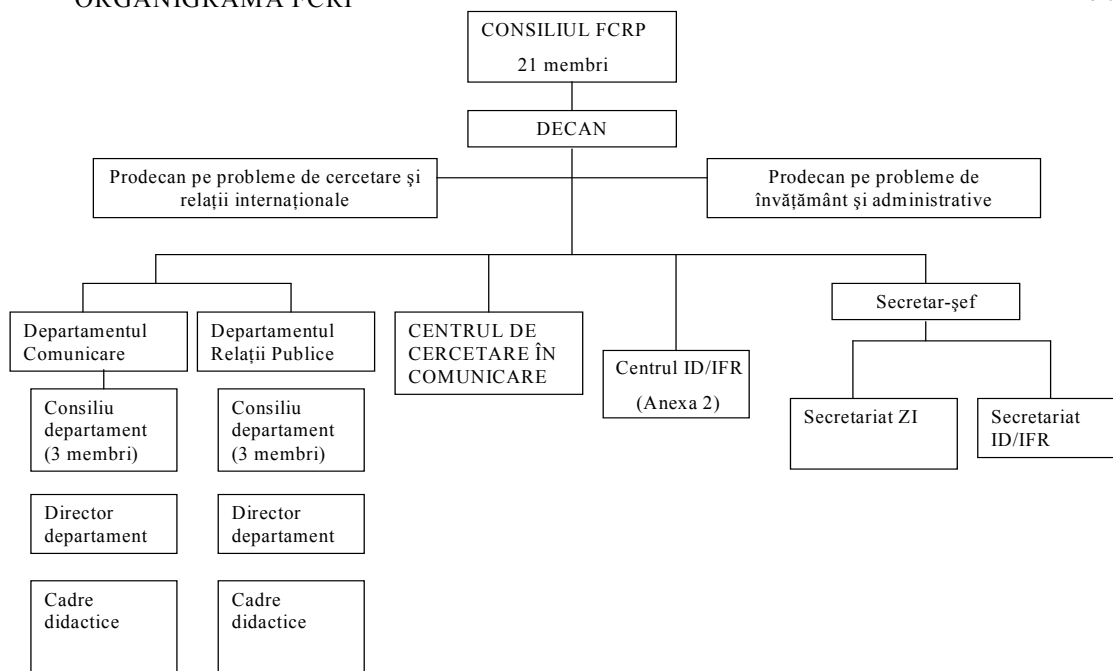 ORGANIGRAMA FCRP
CONSILIUL FCRP
21 membri
DECAN
Prodecan pe probleme de cercetare şi
relaţii internaţionale
Prodecan pe probleme de
învăţământ şi administrative
Departamentul
Comunicare
Departamentul
Relaţii Publice
CENTRUL DE
CERCETARE ÎN
COMUNICARE
Centrul ID/IFR
(Anexa 2)
Secretar-şef
Secretariat ZI
Secretariat
ID/IFR
Consiliu
departament
(3 membri)
Consiliu
departament
(3 membri)
Director
departament
Director
departament
Cadre
didactice
Cadre
didactice